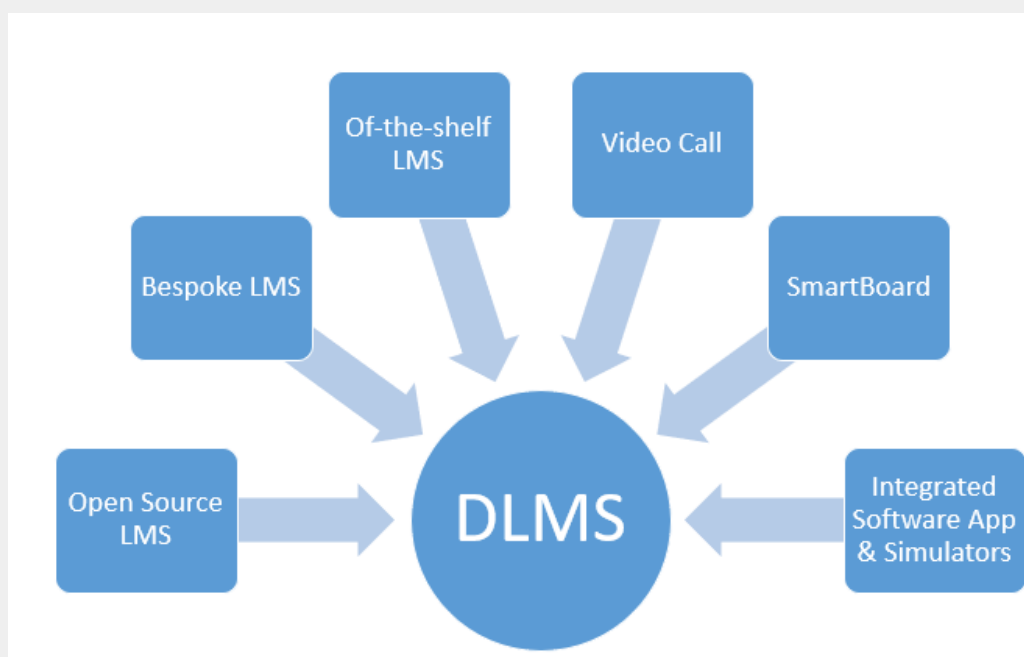 Of-the-shelf
LMS
Video Call
Bespoke LMS
SmartBoard
Open Source
LMS
DLMS
Integrated
Software App
& Simulators